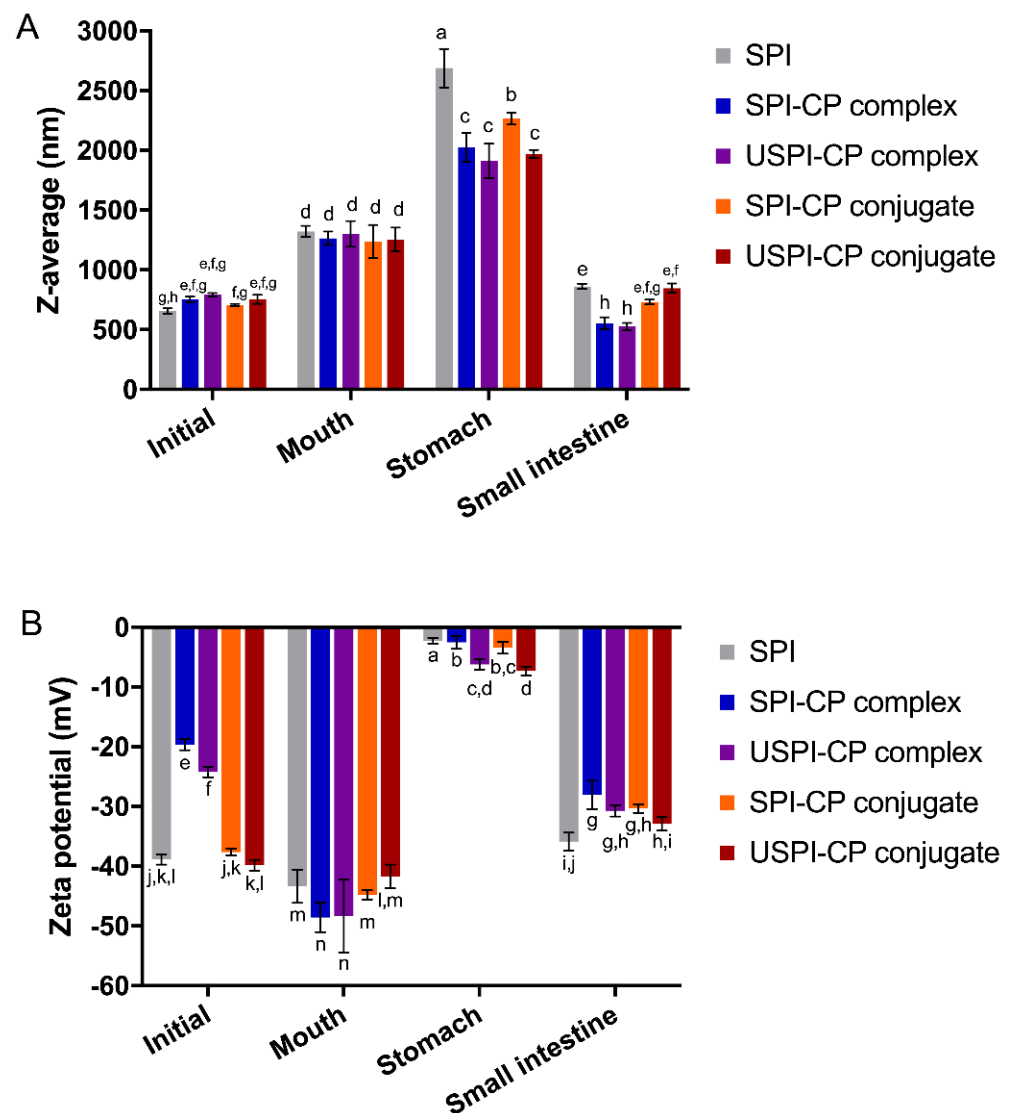 A
Z-average (nm)
3000
2500
2000
1500
1000
500
0
g,h
e,f,g
e,f,g
f,g
e,f,g
d
d
d
d
d
a
c
c
b
c
e
h
h
e,f,g
e,f
Initial
Mouth
Stomach
Small intestine
SPI
SPI-CP complex
USPI-CP complex
SPI-CP conjugate
USPI-CP conjugate
B
Zeta potential (mV)
0
-10
-20
-30
-40
-50
-60
j,k,l
e
f
j,k
k,l
m
n
n
m
l,m
a
b
c,d
b,c
d
i,j
g
g,h
g,h
h,i
Initial
Mouth
Stomach
Small intestine
SPI
SPI-CP complex
USPI-CP complex
SPI-CP conjugate
USPI-CP conjugate